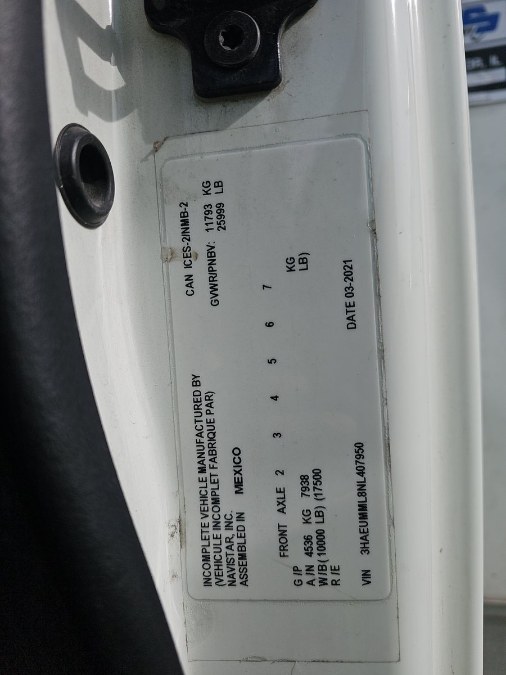 INCOMPLETE VEHICLE MANUFACTURED BY
(VEHICULE INCOMPLET FABRIQUE PAR)
NAVISTAR, INC.
ASSEMBLED IN MEXICO
CAN ICES-2/NMB-2
GVWR/PNBV: 11793 KG
25999 LB
FRONT AXLE 2 3 4 5 6 7
G /P
A /N 4536 KG 7938 KG
W/B ( 10000 LB) (17500 LB)
R /E
VIN 3HAEUMML8NL407950 DATE 03-2021